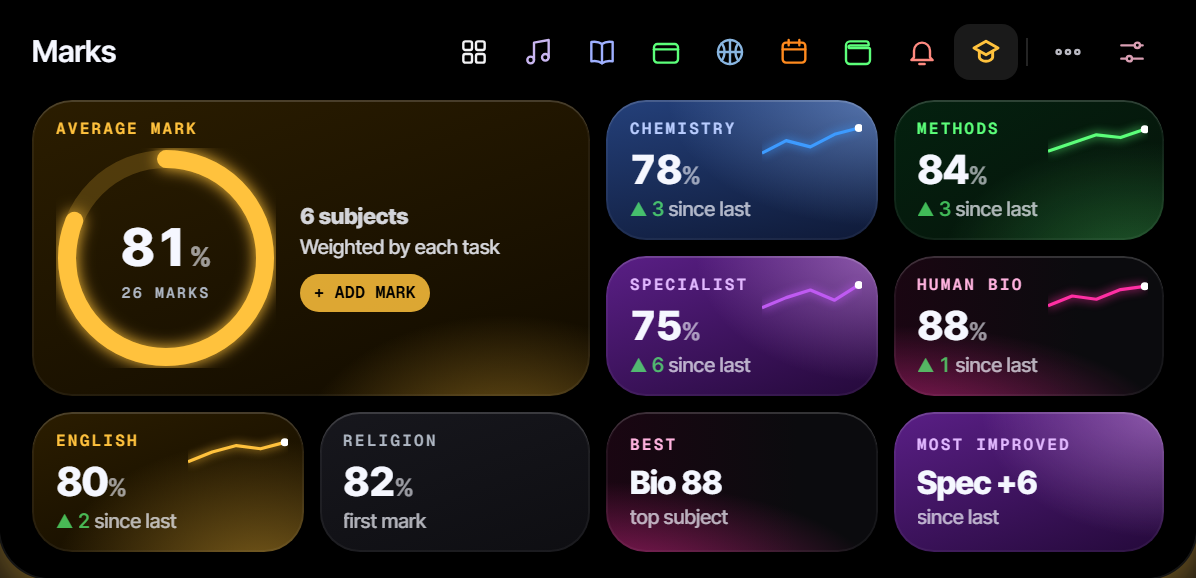 Marks
AVERAGE MARK
81%
26 MARKS
6 subjects
Weighted by each task
+ ADD MARK
CHEMISTRY
78%
▲ 3 since last
METHODS
84%
▲ 3 since last
SPECIALIST
75%
▲ 6 since last
HUMAN BIO
88%
▲ 1 since last
ENGLISH
80%
▲ 2 since last
RELIGION
82%
first mark
BEST
Bio 88
top subject
MOST IMPROVED
Spec +6
since last